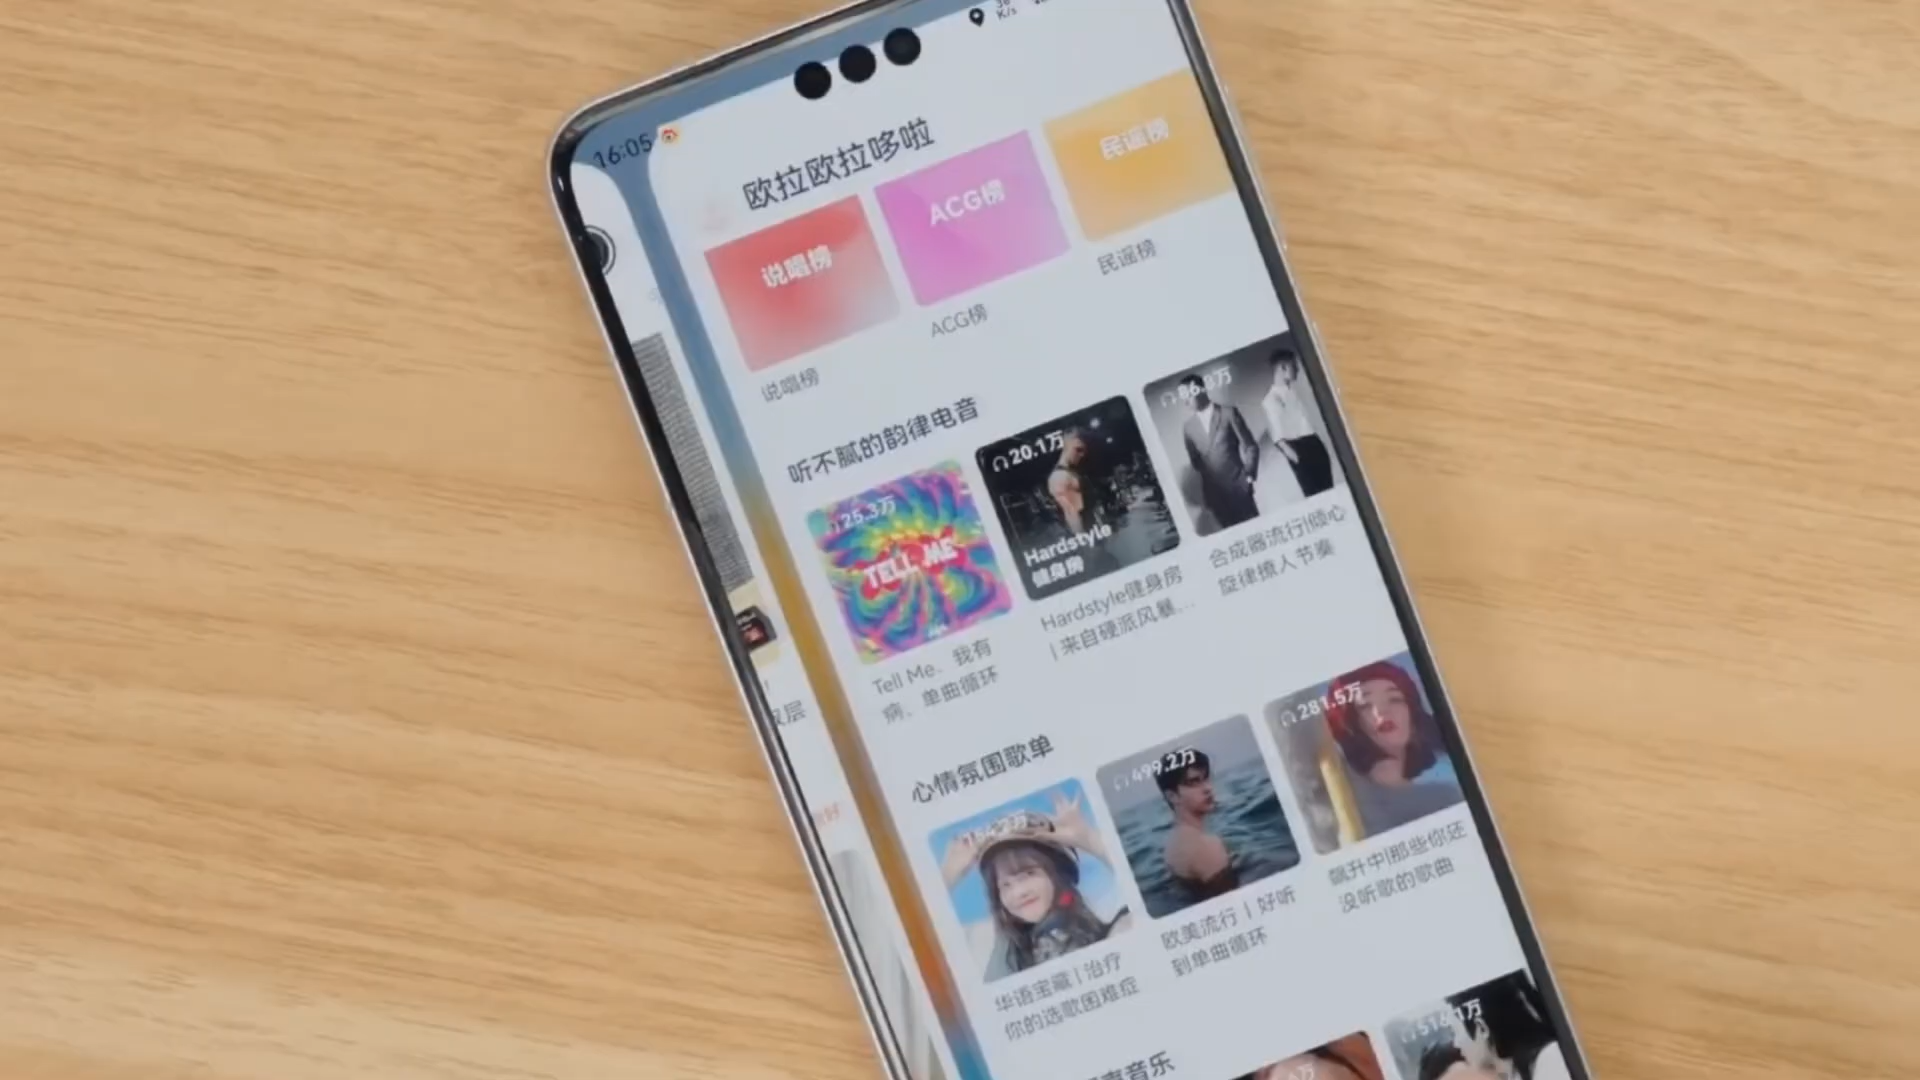 16:05
K/s
欧拉欧拉哆啦
说唱榜
ACG榜
民谣榜
说唱榜
ACG榜
民谣榜
听不腻的韵律电音
25.3万
20.1万
86.8万
TELL ME
Hardstyle
健身房
Tell Me、我有
病、单曲循环
Hardstyle健身房
| 来自硬派风暴...
合成器流行|倾心
旋律撩人节奏
心情氛围歌单
499.2万
281.5万
华语宝藏 | 治疗
你的选歌困难症
欧美流行 | 好听
到单曲循环
飙升中|那些你还
没听歌的歌曲
音乐